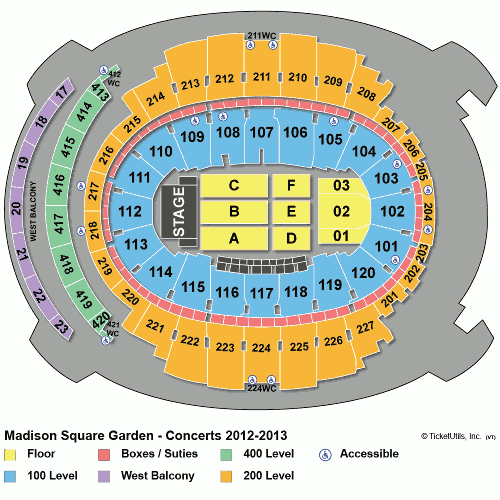 211WC
213 212 211 210 209
214 208
215 207
216 206
217 205
218 204
219 203
220 202
221 201
222 223 224 225 226 227
224WC
412
WC
413
414
415
416
417
418
419
420
421
WC
17
18
19
20
21
22
23
WEST BALCONY
109 108 107 106 105
110 104
111 103
112 102
113 101
114 120
115 116 117 118 119
STAGE
C F 03
B E 02
A D 01
Madison Square Garden - Concerts 2012-2013
© TicketUtils, Inc. (VT)
Floor Boxes / Suties 400 Level Accessible
100 Level West Balcony 200 Level